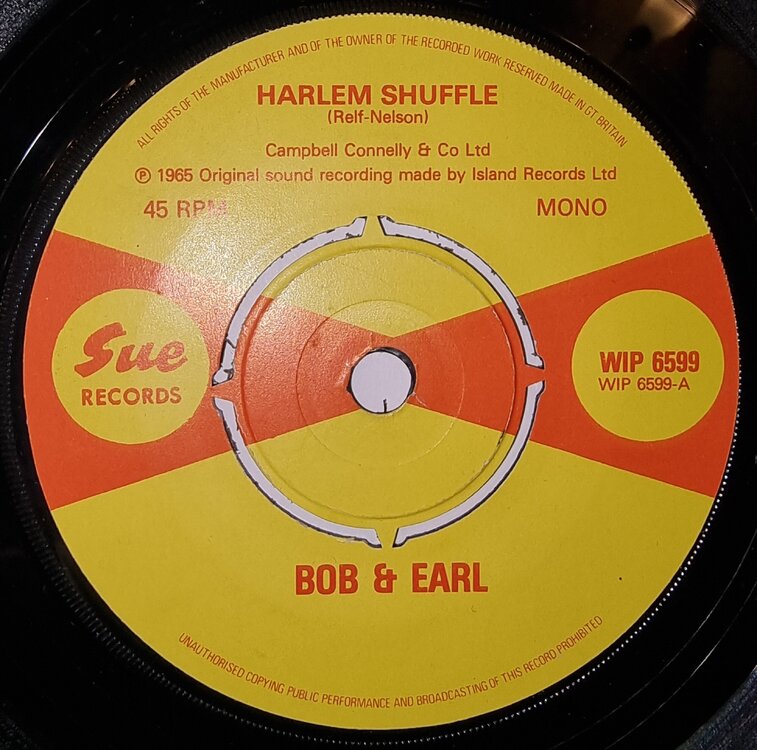 ALL RIGHTS OF THE MANUFACTURER AND OF THE OWNER OF THE RECORDED WORK RESERVED MADE IN GT BRITAIN
HARLEM SHUFFLE
(Relf-Nelson)
Campbell Connelly & Co Ltd
℗ 1965 Original sound recording made by Island Records Ltd
45 RPM
MONO
Sue
RECORDS
WIP 6599
WIP 6599-A
BOB & EARL
UNAUTHORISED COPYING PUBLIC PERFORMANCE AND BROADCASTING OF THIS RECORD PROHIBITED